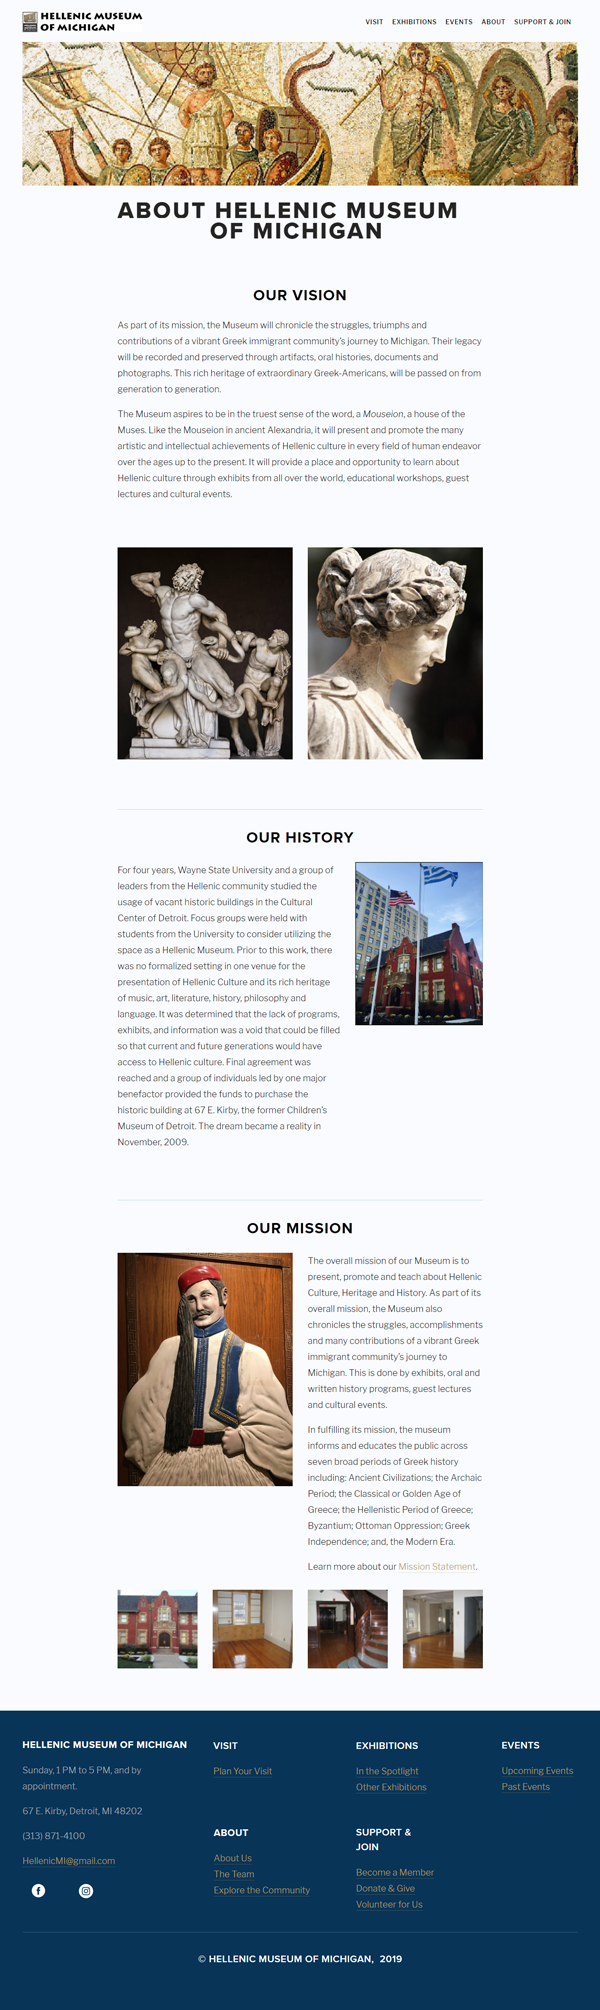 HELLENIC MUSEUM
OF MICHIGAN
VISIT EXHIBITIONS EVENTS ABOUT SUPPORT & JOIN
ABOUT HELLENIC MUSEUM
OF MICHIGAN
OUR VISION
As part of its mission, the Museum will chronicle the struggles, triumphs and
contributions of a vibrant Greek immigrant community's journey to Michigan. Their legacy
will be recorded and preserved through artifacts, oral histories, documents and
photographs. This rich heritage of extraordinary Greek-Americans, will be passed on from
generation to generation.
The Museum aspires to be in the truest sense of the word, a Mouseion, a house of the
Muses. Like the Mouseion in ancient Alexandria, it will present and promote the many
artistic and intellectual achievements of Hellenic culture in every field of human endeavor
over the ages up to the present. It will provide a place and opportunity to learn about
Hellenic culture through exhibits from all over the world, educational workshops, guest
lectures and cultural events.
OUR HISTORY
For four years, Wayne State University and a group of
leaders from the Hellenic community studied the
usage of vacant historic buildings in the Cultural
Center of Detroit. Focus groups were held with
students from the University to consider utilizing the
space as a Hellenic Museum. Prior to this work, there
was no formalized setting in one venue for the
presentation of Hellenic Culture and its rich heritage
of music, art, literature, history, philosophy and
language. It was determined that the lack of programs,
exhibits, and information was a void that could be filled
so that current and future generations would have
access to Hellenic culture. Final agreement was
reached and a group of individuals led by one major
benefactor provided the funds to purchase the
historic building at 67 E. Kirby, the former Children's
Museum of Detroit. The dream became a reality in
November, 2009.
OUR MISSION
The overall mission of our Museum is to
present, promote and teach about Hellenic
Culture, Heritage and History. As part of its
overall mission, the Museum also
chronicles the struggles, accomplishments
and many contributions of a vibrant Greek
immigrant community's journey to
Michigan. This is done by exhibits, oral and
written history programs, guest lectures
and cultural events.
In fulfilling its mission, the museum
informs and educates the public across
seven broad periods of Greek history
including: Ancient Civilizations; the Archaic
Period; the Classical or Golden Age of
Greece; the Hellenistic Period of Greece;
Byzantium; Ottoman Oppression; Greek
Independence; and, the Modern Era.
Learn more about our Mission Statement.
HELLENIC MUSEUM OF MICHIGAN
Sunday, 1 PM to 5 PM, and by
appointment.
67 E. Kirby, Detroit, MI 48202
(313) 871-4100
HellenicMI@gmail.com
VISIT
Plan Your Visit
EXHIBITIONS
In the Spotlight
Other Exhibitions
EVENTS
Upcoming Events
Past Events
ABOUT
About Us
The Team
Explore the Community
SUPPORT &
JOIN
Become a Member
Donate & Give
Volunteer for Us
© HELLENIC MUSEUM OF MICHIGAN, 2019